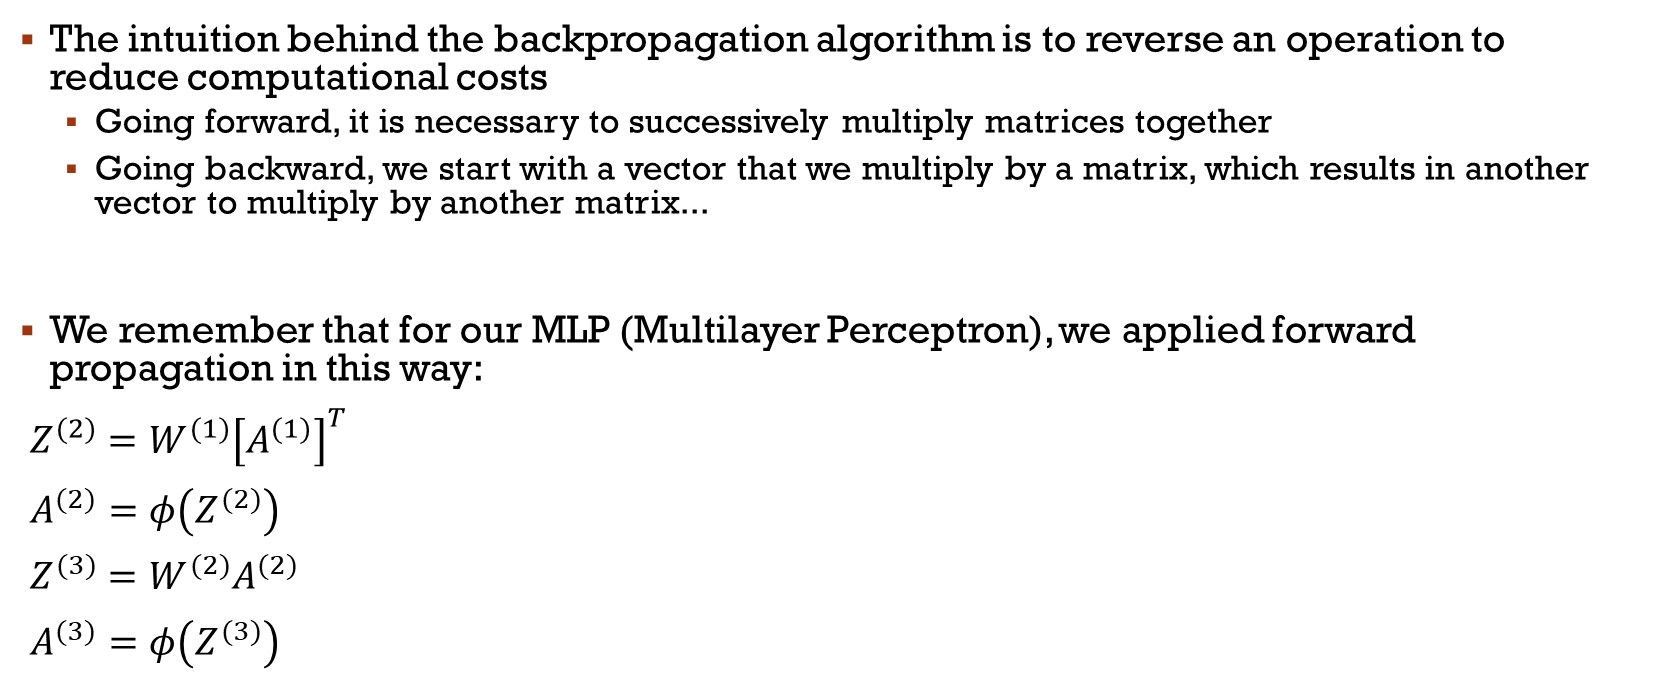 ▪ The intuition behind the backpropagation algorithm is to reverse an operation to
reduce computational costs
▪ Going forward, it is necessary to successively multiply matrices together
▪ Going backward, we start with a vector that we multiply by a matrix, which results in another
vector to multiply by another matrix...
▪ We remember that for our MLP (Multilayer Perceptron), we applied forward
propagation in this way:
Z^(2) = W^(1)[A^(1)]^T
A^(2) = ϕ(Z^(2))
Z^(3) = W^(2)A^(2)
A^(3) = ϕ(Z^(3))